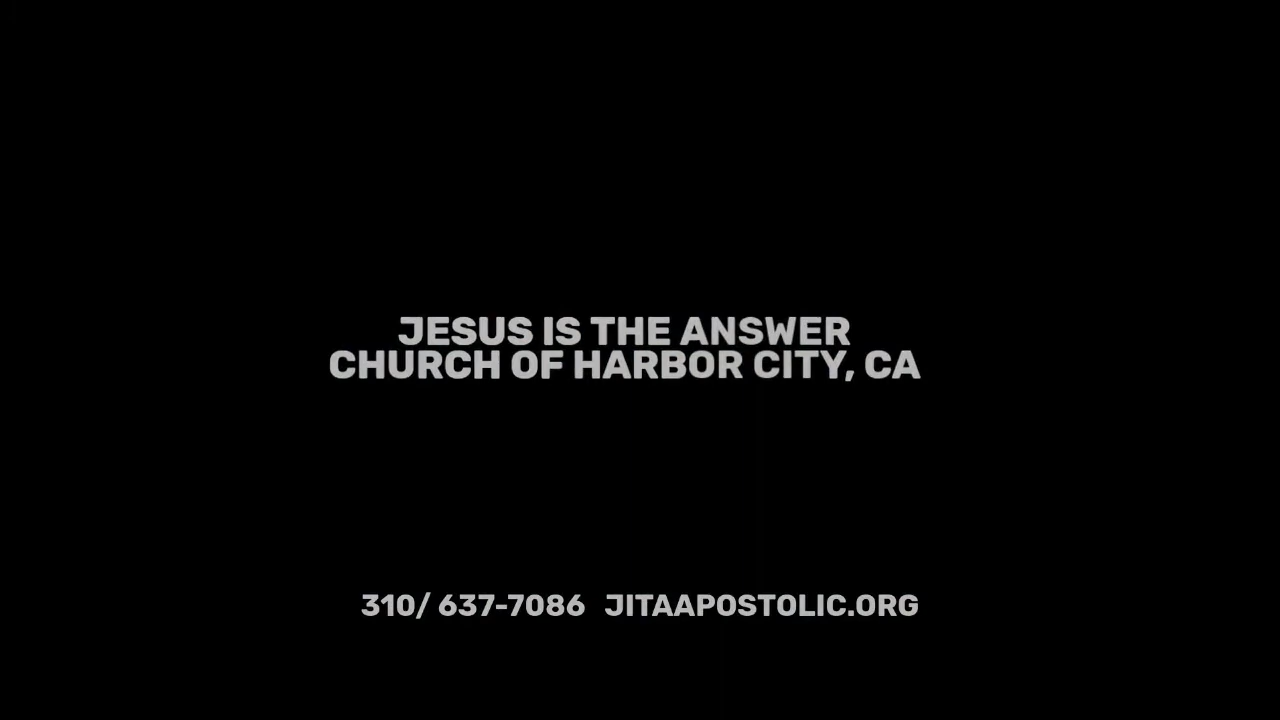 JESUS IS THE ANSWER
CHURCH OF HARBOR CITY, CA
310/ 637-7086 JITAAPOSTOLIC.ORG